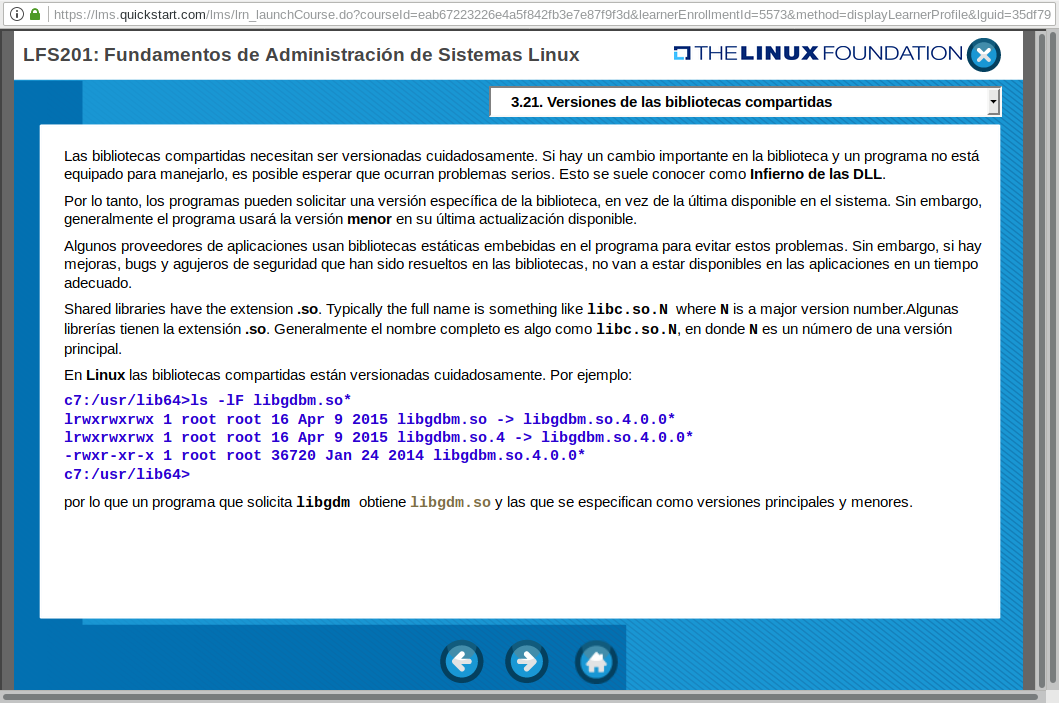 https://lms.quickstart.com/lms/lrn_launchCourse.do?courseId=eab67223226e4a5f842fb3e7e87f9f3d&learnerEnrollmentId=5573&method=displayLearnerProfile&lguid=35df79
LFS201: Fundamentos de Administración de Sistemas Linux
THE LINUX FOUNDATION
3.21. Versiones de las bibliotecas compartidas
Las bibliotecas compartidas necesitan ser versionadas cuidadosamente. Si hay un cambio importante en la biblioteca y un programa no está
equipado para manejarlo, es posible esperar que ocurran problemas serios. Esto se suele conocer como Infierno de las DLL.
Por lo tanto, los programas pueden solicitar una versión específica de la biblioteca, en vez de la última disponible en el sistema. Sin embargo,
generalmente el programa usará la versión menor en su última actualización disponible.
Algunos proveedores de aplicaciones usan bibliotecas estáticas embebidas en el programa para evitar estos problemas. Sin embargo, si hay
mejoras, bugs y agujeros de seguridad que han sido resueltos en las bibliotecas, no van a estar disponibles en las aplicaciones en un tiempo
adecuado.
Shared libraries have the extension .so. Typically the full name is something like libc.so.N where N is a major version number.Algunas
librerías tienen la extensión .so. Generalmente el nombre completo es algo como libc.so.N, en donde N es un número de una versión
principal.
En Linux las bibliotecas compartidas están versionadas cuidadosamente. Por ejemplo:
c7:/usr/lib64>ls -lF libgdbm.so*
lrwxrwxrwx 1 root root 16 Apr 9 2015 libgdbm.so -> libgdbm.so.4.0.0*
lrwxrwxrwx 1 root root 16 Apr 9 2015 libgdbm.so.4 -> libgdbm.so.4.0.0*
-rwxr-xr-x 1 root root 36720 Jan 24 2014 libgdbm.so.4.0.0*
c7:/usr/lib64>
por lo que un programa que solicita libgdm obtiene libgdm.so y las que se especifican como versiones principales y menores.